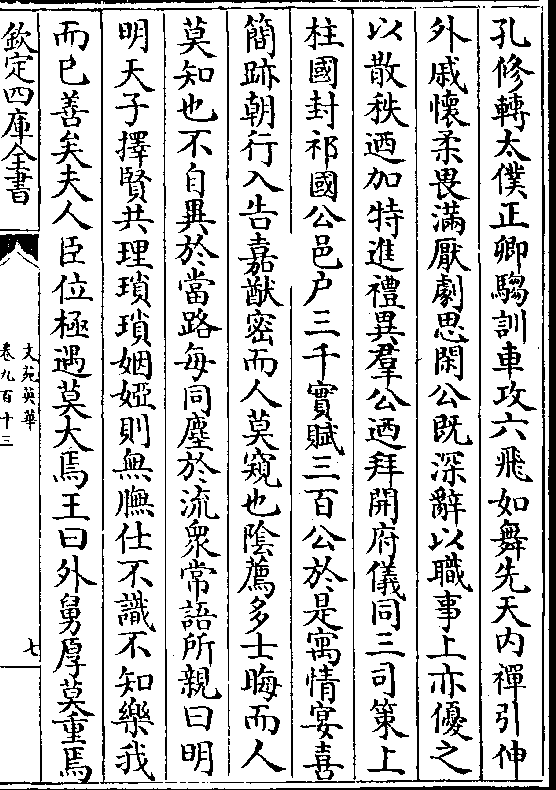 孔修轉太僕正卿騶訓車攻六飛如舞先天内禪引伸
外戚懷柔畏滿厭劇思閑公旣深辭以職事上亦優之
以散秩迺加特進禮異羣公迺拜開府儀同三司策上
柱國封祁國公邑户三千實賦三百公於是寓情宴喜
簡跡朝行入告嘉猷密而人莫窺也陰薦多士晦而人
莫知也不自異於當路每同塵於流衆常語所親曰明
明天子擇賢共理瑣瑣姻婭則無膴仕不識不知樂我
而已善矣夫人臣位極遇莫大焉王曰外舅厚莫重焉
欽定四庫全書
文苑英華
卷九百十三
七